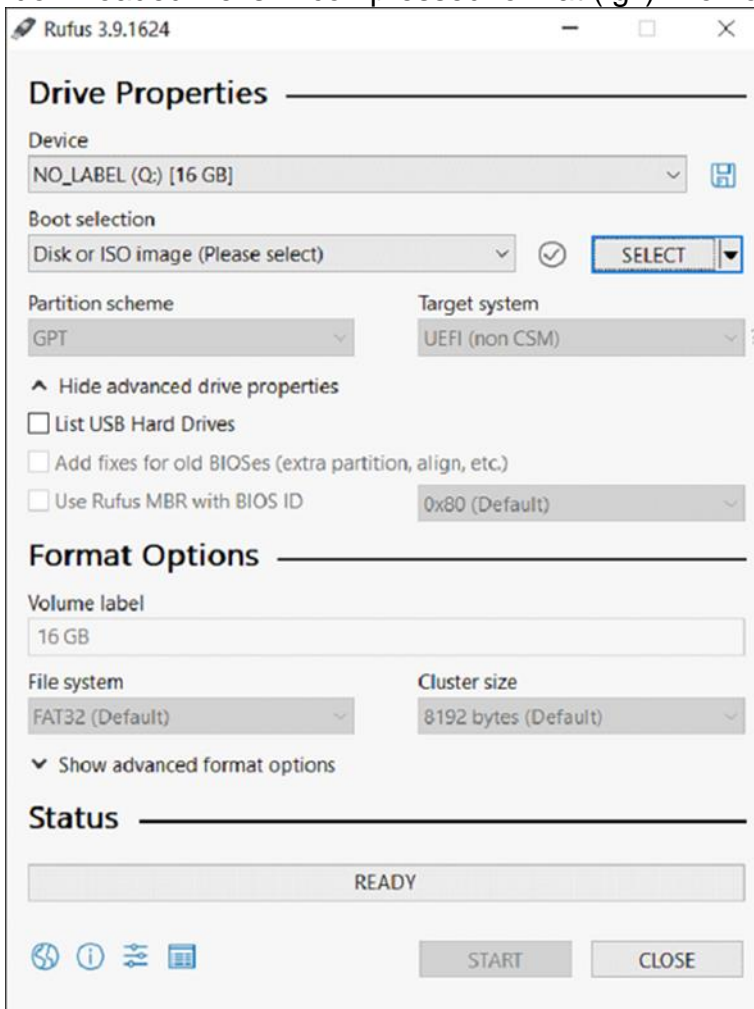 Rufus 3.9.1624
Drive Properties
Device
NO_LABEL (Q:) [16 GB]
Boot selection
Disk or ISO image (Please select)
SELECT
Partition scheme
Target system
GPT
UEFI (non CSM)
Hide advanced drive properties
List USB Hard Drives
Add fixes for old BIOSes (extra partition, align, etc.)
Use Rufus MBR with BIOS ID
0x80 (Default)
Format Options
Volume label
16 GB
File system
Cluster size
FAT32 (Default)
8192 bytes (Default)
Show advanced format options
Status
READY
START
CLOSE